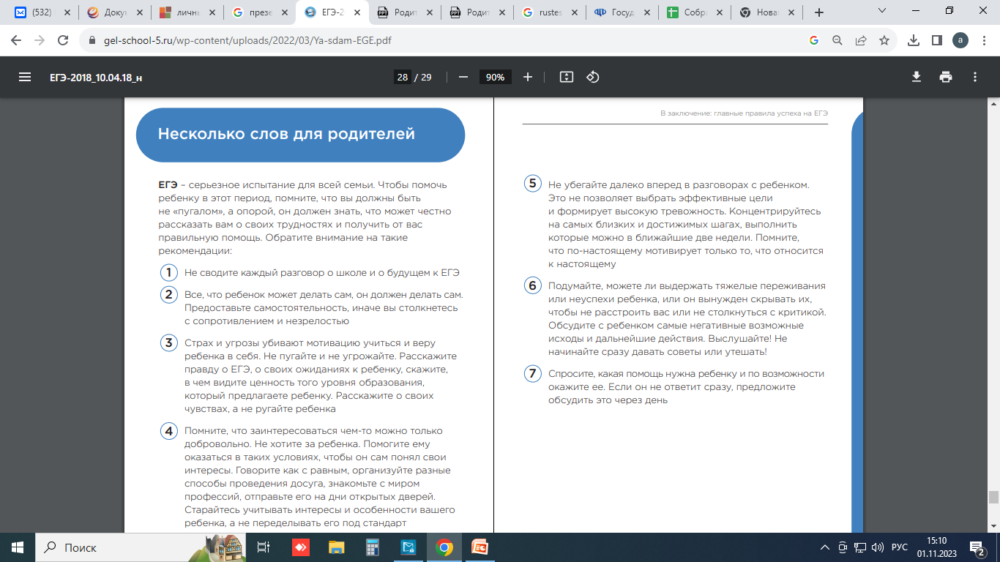 (532)
Доку
личны
презе
ЕГЭ-2
Родит
Родит
rustes
Госуд
Собра
Нова
gel-school-5.ru/wp-content/uploads/2022/03/Ya-sdam-EGE.pdf
a
ЕГЭ-2018_10.04.18_н
28 / 29
90%
Несколько слов для родителей
ЕГЭ – серьезное испытание для всей семьи. Чтобы помочь
ребенку в этот период, помните, что вы должны быть
не «пугалом», а опорой, он должен знать, что может честно
рассказать вам о своих трудностях и получить от вас
правильную помощь. Обратите внимание на такие
рекомендации:
1 Не сводите каждый разговор о школе и о будущем к ЕГЭ
2 Все, что ребенок может делать сам, он должен делать сам.
Предоставьте самостоятельность, иначе вы столкнетесь
с сопротивлением и незрелостью
3 Страх и угрозы убивают мотивацию учиться и веру
ребенка в себя. Не пугайте и не угрожайте. Расскажите
правду о ЕГЭ, о своих ожиданиях к ребенку, скажите,
в чем видите ценность того уровня образования,
который предлагаете ребенку. Расскажите о своих
чувствах, а не ругайте ребенка
4 Помните, что заинтересоваться чем-то можно только
добровольно. Не хотите за ребенка. Помогите ему
оказаться в таких условиях, чтобы он сам понял свои
интересы. Говорите как с равным, организуйте разные
способы проведения досуга, знакомьте с миром
профессий, отправьте его на дни открытых дверей.
Старайтесь учитывать интересы и особенности вашего
ребенка, а не переделывать его под стандарт
В заключение: главные правила успеха на ЕГЭ
5 Не убегайте далеко вперед в разговорах с ребенком.
Это не позволяет выбрать эффективные цели
и формирует высокую тревожность. Концентрируйтесь
на самых близких и достижимых шагах, выполнить
которые можно в ближайшие две недели. Помните,
что по-настоящему мотивирует только то, что относится
к настоящему
6 Подумайте, можете ли выдержать тяжелые переживания
или неуспехи ребенка, или он вынужден скрывать их,
чтобы не расстроить вас или не столкнуться с критикой.
Обсудите с ребенком самые негативные возможные
исходы и дальнейшие действия. Выслушайте! Не
начинайте сразу давать советы или утешать!
7 Спросите, какая помощь нужна ребенку и по возможности
окажите ее. Если он не ответит сразу, предложите
обсудить это через день
Поиск
РУС
15:10
01.11.2023
2